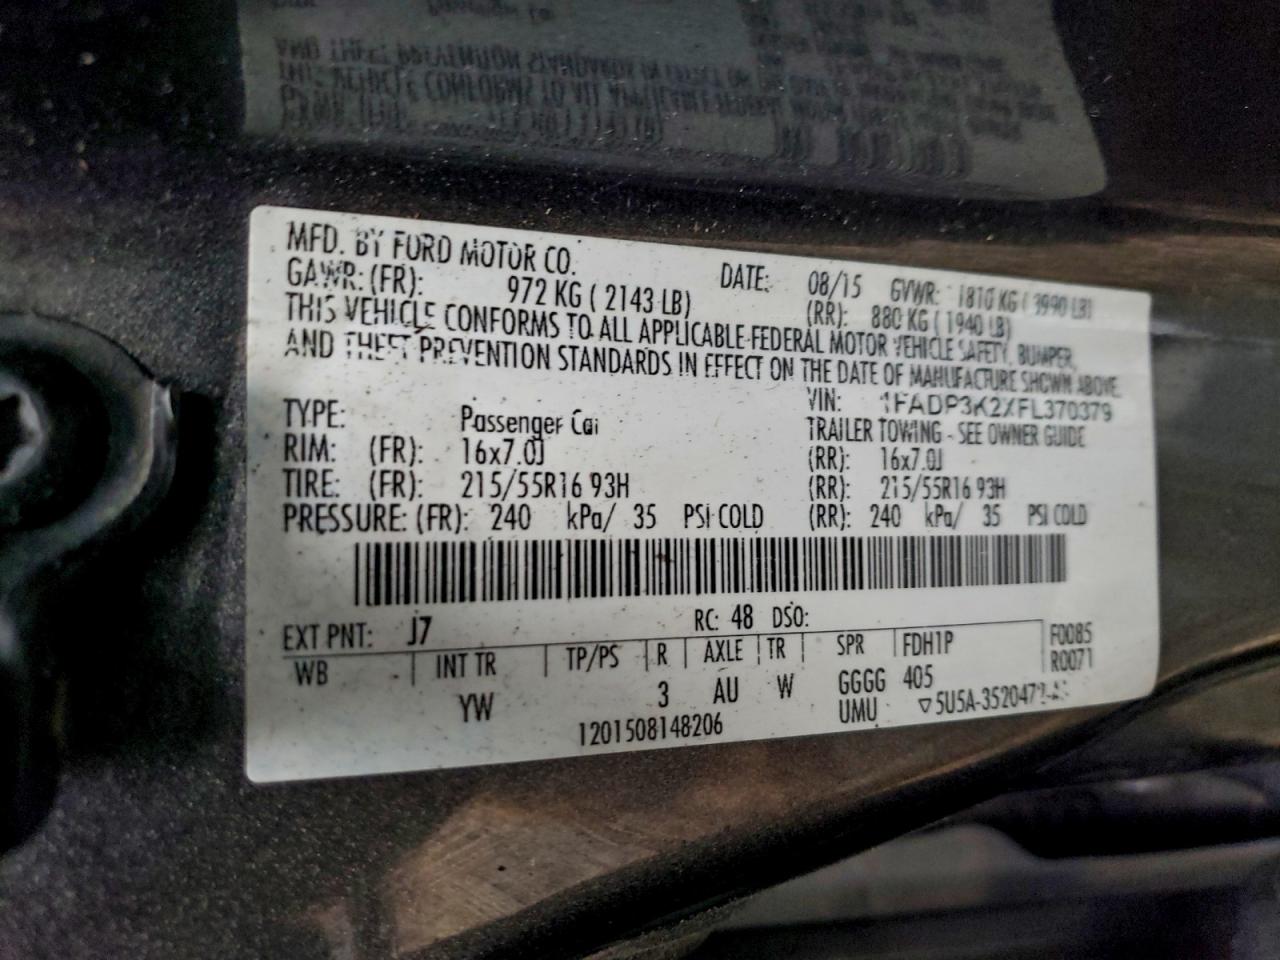 MFD. BY FORD MOTOR CO. DATE: 08/15 GVWR: 1810 KG ( 3990 LB)
GAWR: (FR): 972 KG ( 2143 LB) (RR): 880 KG ( 1940 LB)
THIS VEHICLE CONFORMS TO ALL APPLICABLE FEDERAL MOTOR VEHICLE SAFETY, BUMPER,
AND THEFT PREVENTION STANDARDS IN EFFECT ON THE DATE OF MANUFACTURE SHOWN ABOVE.
VIN: 1FADP3K2XFL370379
TYPE: Passenger Car TRAILER TOWING - SEE OWNER GUIDE
RIM: (FR): 16x7.0J (RR): 16x7.0J
TIRE: (FR): 215/55R16 93H (RR): 215/55R16 93H
PRESSURE: (FR): 240 kPa/ 35 PSI COLD (RR): 240 kPa/ 35 PSI COLD
EXT PNT: J7 RC: 48 DSO:
WB INT TR TP/PS R AXLE TR SPR FDH1P F0085
R0071
YW 3 AU W GGGG 405
1201508148206 UMU ▽5U5A-3520472-